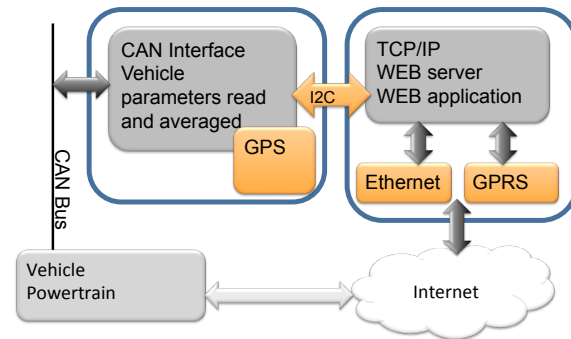 CAN Interface
Vehicle
parameters read
and averaged
GPS
I2C
TCP/IP
WEB server
WEB application
Ethernet
GPRS
CAN Bus
Vehicle
Powertrain
Internet